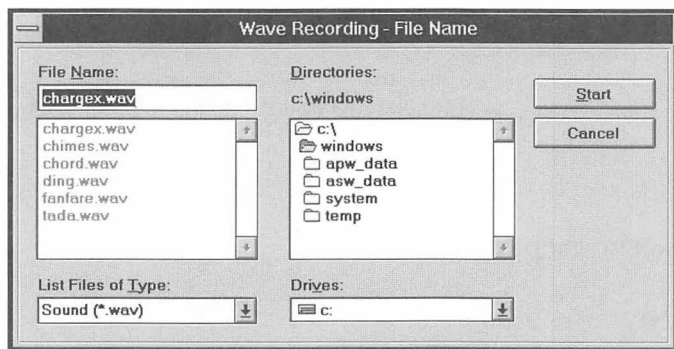 Wave Recording - File Name
File Name:
chargex.wav
chargex.wav
chimes.wav
chord.wav
ding.wav
fanfare.wav
tada.wav
List Files of Type:
Sound (*.wav)
Directories:
c:\windows
c:\
windows
apw_data
asw_data
system
temp
Drives:
c:
Start
Cancel